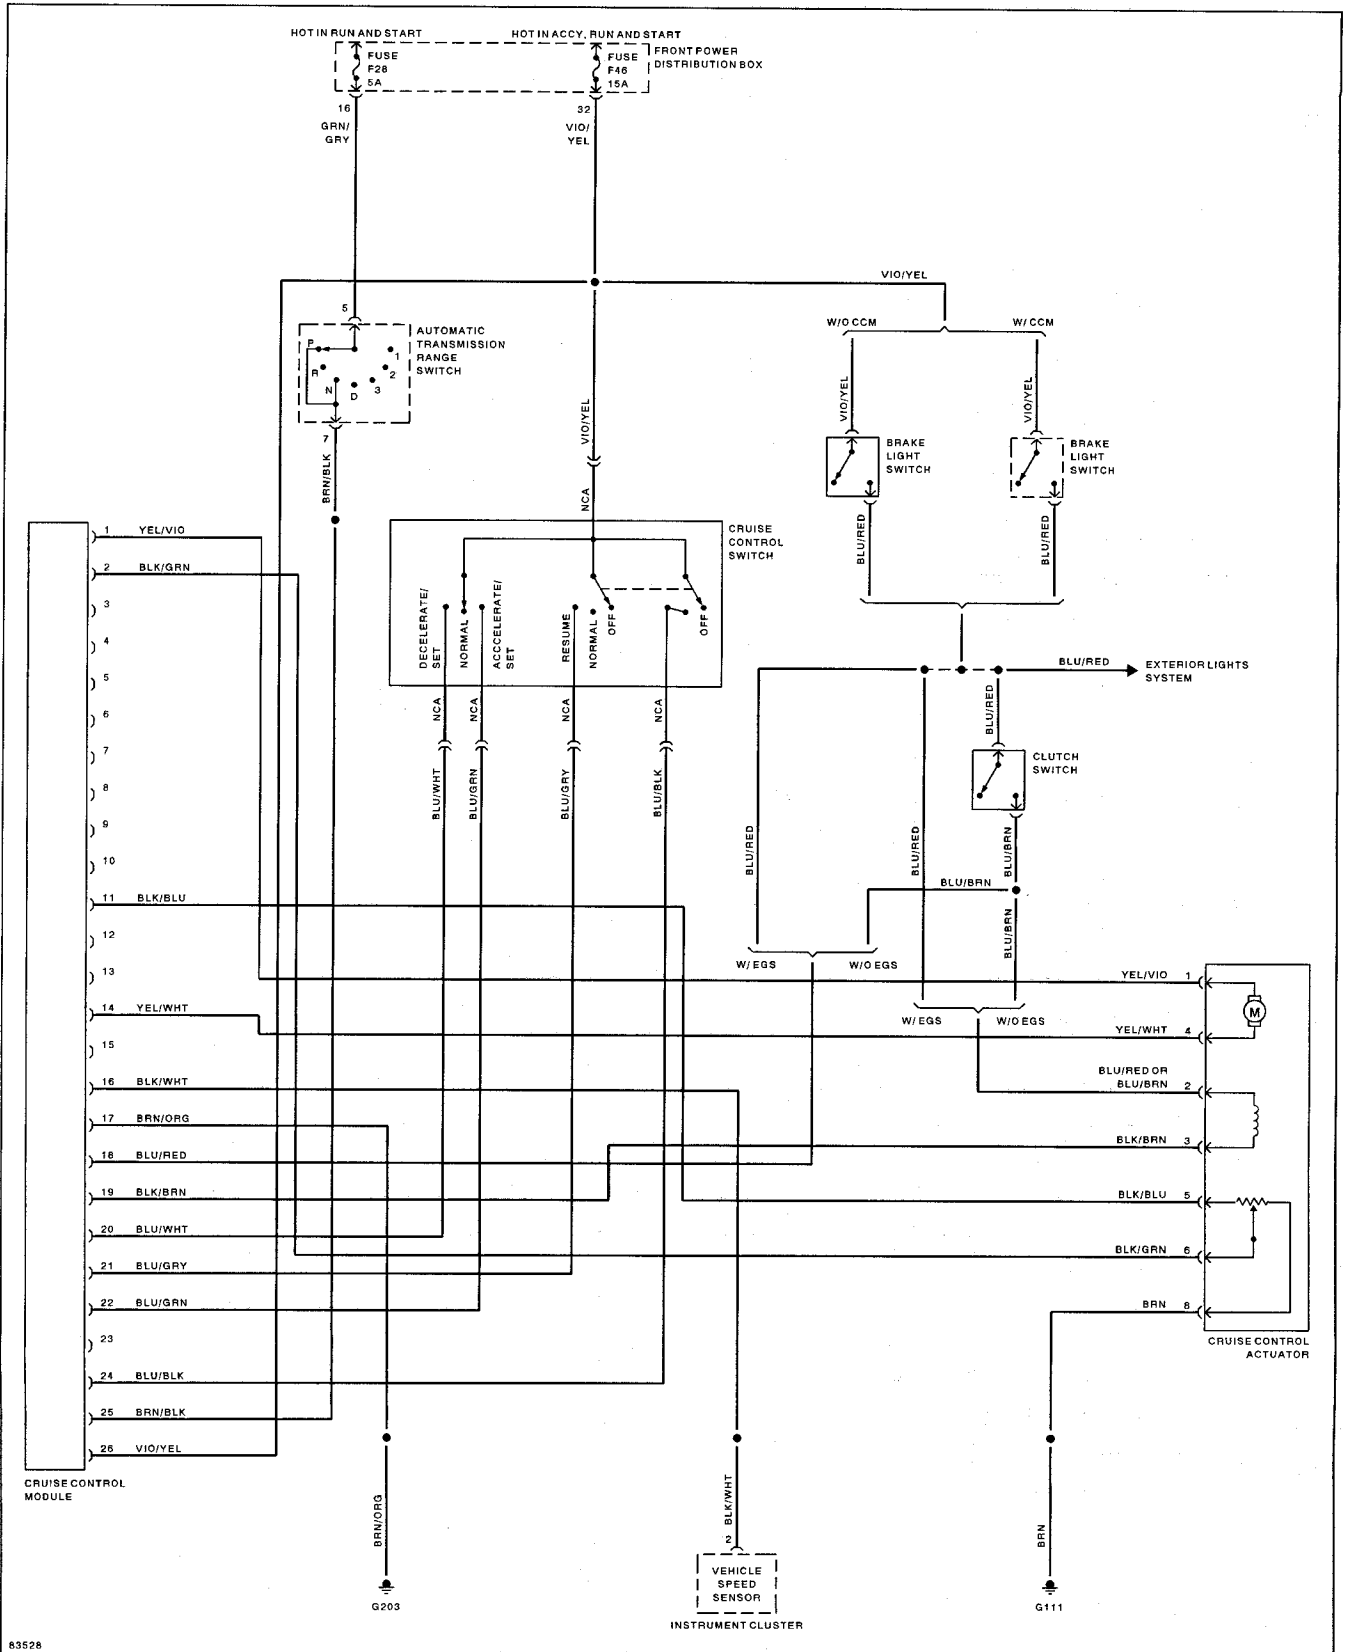 HOT IN RUN AND START
HOT IN ACCY, RUN AND START
FUSE
F28
5A
FUSE
F46
15A
FRONT POWER
DISTRIBUTION BOX
16
GRN/
GRY
32
VIO/
YEL
VIO/YEL
5
AUTOMATIC
TRANSMISSION
RANGE
SWITCH
P
R
N
D
3
2
1
7
BRN/BLK
W/O CCM
W/ CCM
VIO/YEL
VIO/YEL
VIO/YEL
BRAKE
LIGHT
SWITCH
BRAKE
LIGHT
SWITCH
NCA
BLU/RED
BLU/RED
CRUISE
CONTROL
SWITCH
DECELERATE/
SET
NORMAL
ACCCELERATE/
SET
RESUME
NORMAL
OFF
OFF
NCA
NCA
NCA
NCA
BLU/WHT
BLU/GRN
BLU/GRY
BLU/BLK
BLU/RED
EXTERIOR LIGHTS
SYSTEM
BLU/RED
CLUTCH
SWITCH
BLU/RED
BLU/RED
BLU/BRN
BLU/BRN
BLU/BRN
W/ EGS
W/O EGS
W/ EGS
W/O EGS
1 YEL/VIO
2 BLK/GRN
3
4
5
6
7
8
9
10
11 BLK/BLU
12
13
14 YEL/WHT
15
16 BLK/WHT
17 BRN/ORG
18 BLU/RED
19 BLK/BRN
20 BLU/WHT
21 BLU/GRY
22 BLU/GRN
23
24 BLU/BLK
25 BRN/BLK
26 VIO/YEL
CRUISE CONTROL
MODULE
YEL/VIO 1
M
YEL/WHT 4
BLU/RED OR
BLU/BRN 2
BLK/BRN 3
BLK/BLU 5
BLK/GRN 6
BRN 8
CRUISE CONTROL
ACTUATOR
BRN/ORG
G203
BLK/WHT
2
VEHICLE
SPEED
SENSOR
INSTRUMENT CLUSTER
BRN
G111
83528